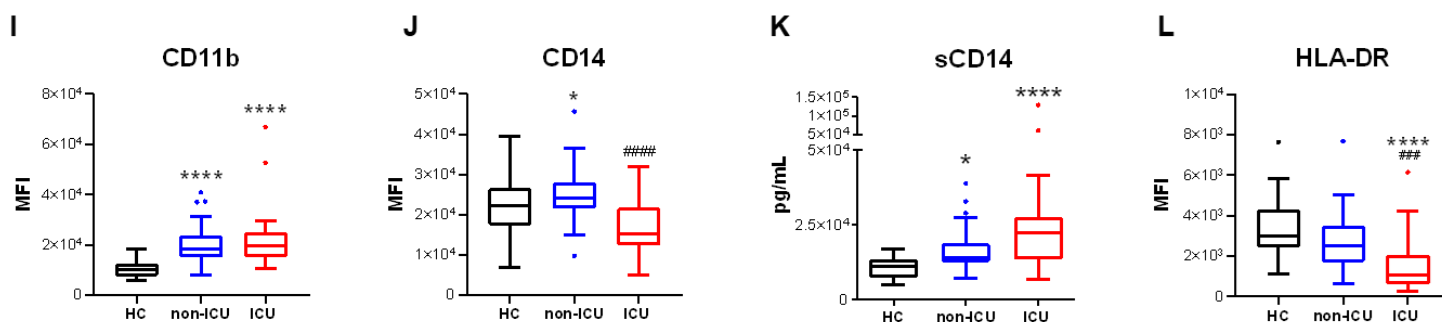 I
CD11b
MFI
8×10⁴
6×10⁴
4×10⁴
2×10⁴
0
****
****
HC non-ICU ICU
J
CD14
MFI
5×10⁴
4×10⁴
3×10⁴
2×10⁴
1×10⁴
0
*
####
HC non-ICU ICU
K
sCD14
pg/mL
1.5×10⁵
1×10⁵
5×10⁴
5×10⁴
2.5×10⁴
0
*
****
HC non-ICU ICU
L
HLA-DR
MFI
1×10⁴
8×10³
6×10³
4×10³
2×10³
0
****
###
HC non-ICU ICU